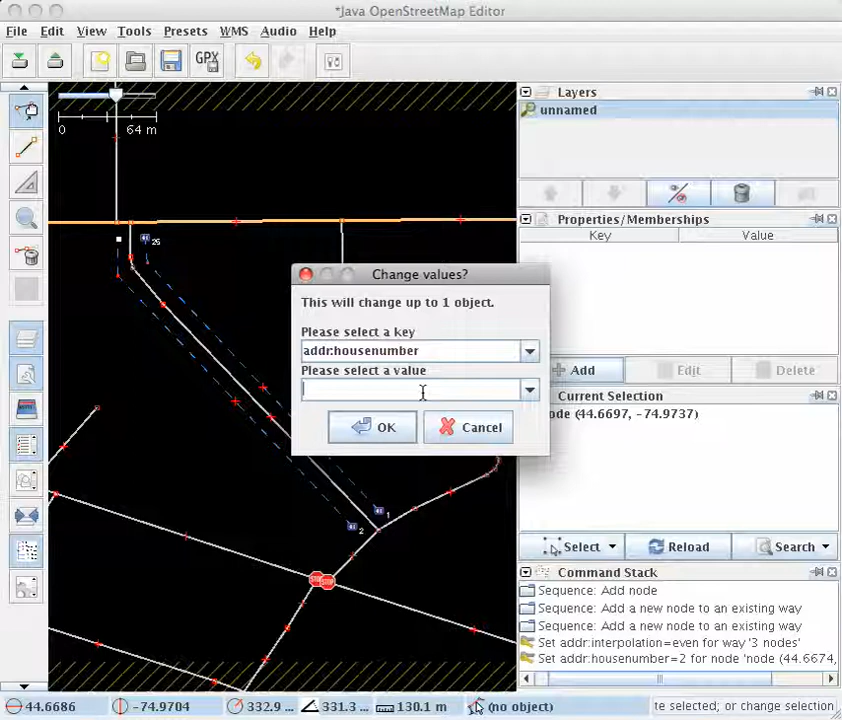 *Java OpenStreetMap Editor
File Edit View Tools Presets WMS Audio Help
GPX
0 64 m
25
1
2
STOP
STOP
Layers
unnamed
Properties/Memberships
Key Value
Add Edit Delete
Current Selection
ode (44.6697, -74.9737)
Select Reload Search
Command Stack
Sequence: Add node
Sequence: Add a new node to an existing way
Sequence: Add a new node to an existing way
Set addr:interpolation=even for way '3 nodes'
Set addr:housenumber=2 for node 'node (44.6674,
Change values?
This will change up to 1 object.
Please select a key
addr:housenumber
Please select a value
OK Cancel
44.6686 -74.9704 332.9 ... 331.3 ... 130.1 m (no object) te selected; or change selection